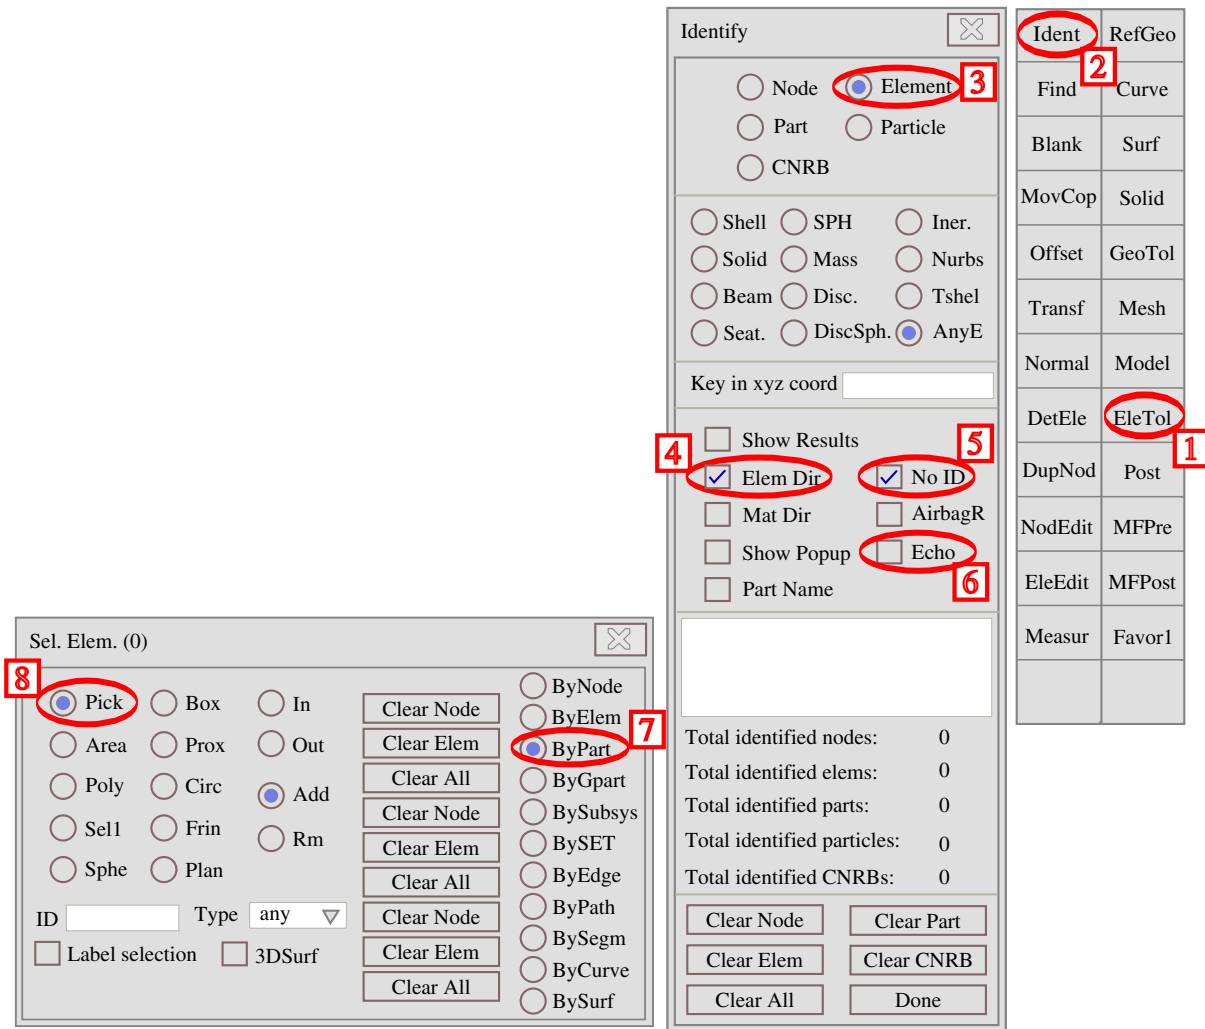 Identify
Node Element 3
Part Particle
CNRB
Shell SPH Iner.
Solid Mass Nurbs
Beam Disc. Tshel
Seat. DiscSph. AnyE
Key in xyz coord
Show Results 5
4 Elem Dir No ID
Mat Dir AirbagR
Show Popup Echo
6
Part Name
Total identified nodes: 0
Total identified elems: 0
Total identified parts: 0
Total identified particles: 0
Total identified CNRBs: 0
Clear Node Clear Part
Clear Elem Clear CNRB
Clear All Done
Ident RefGeo
2
Find Curve
Blank Surf
MovCop Solid
Offset GeoTol
Transf Mesh
Normal Model
DetEle EleTol
1
DupNod Post
NodEdit MFPre
EleEdit MFPost
Measur Favor1
Sel. Elem. (0)
8
Pick Box In
Area Prox Out
Poly Circ Add
Sel1 Frin Rm
Sphe Plan
ID Type any
Label selection 3DSurf
Clear Node
Clear Elem
Clear All
Clear Node
Clear Elem
Clear All
Clear Node
Clear Elem
Clear All
ByNode
ByElem
7
ByPart
ByGpart
BySubsys
BySET
ByEdge
ByPath
BySegm
ByCurve
BySurf